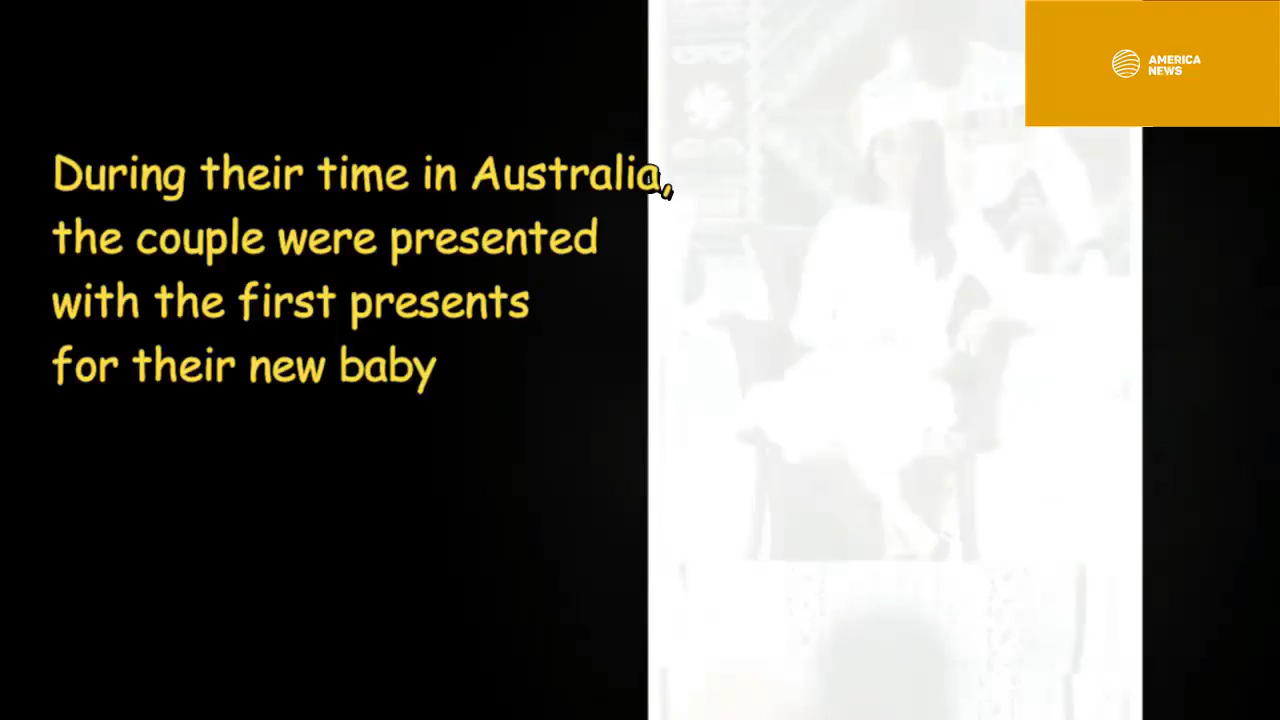 During their time in Australia,
the couple were presented
with the first presents
for their new baby
AMERICA
NEWS